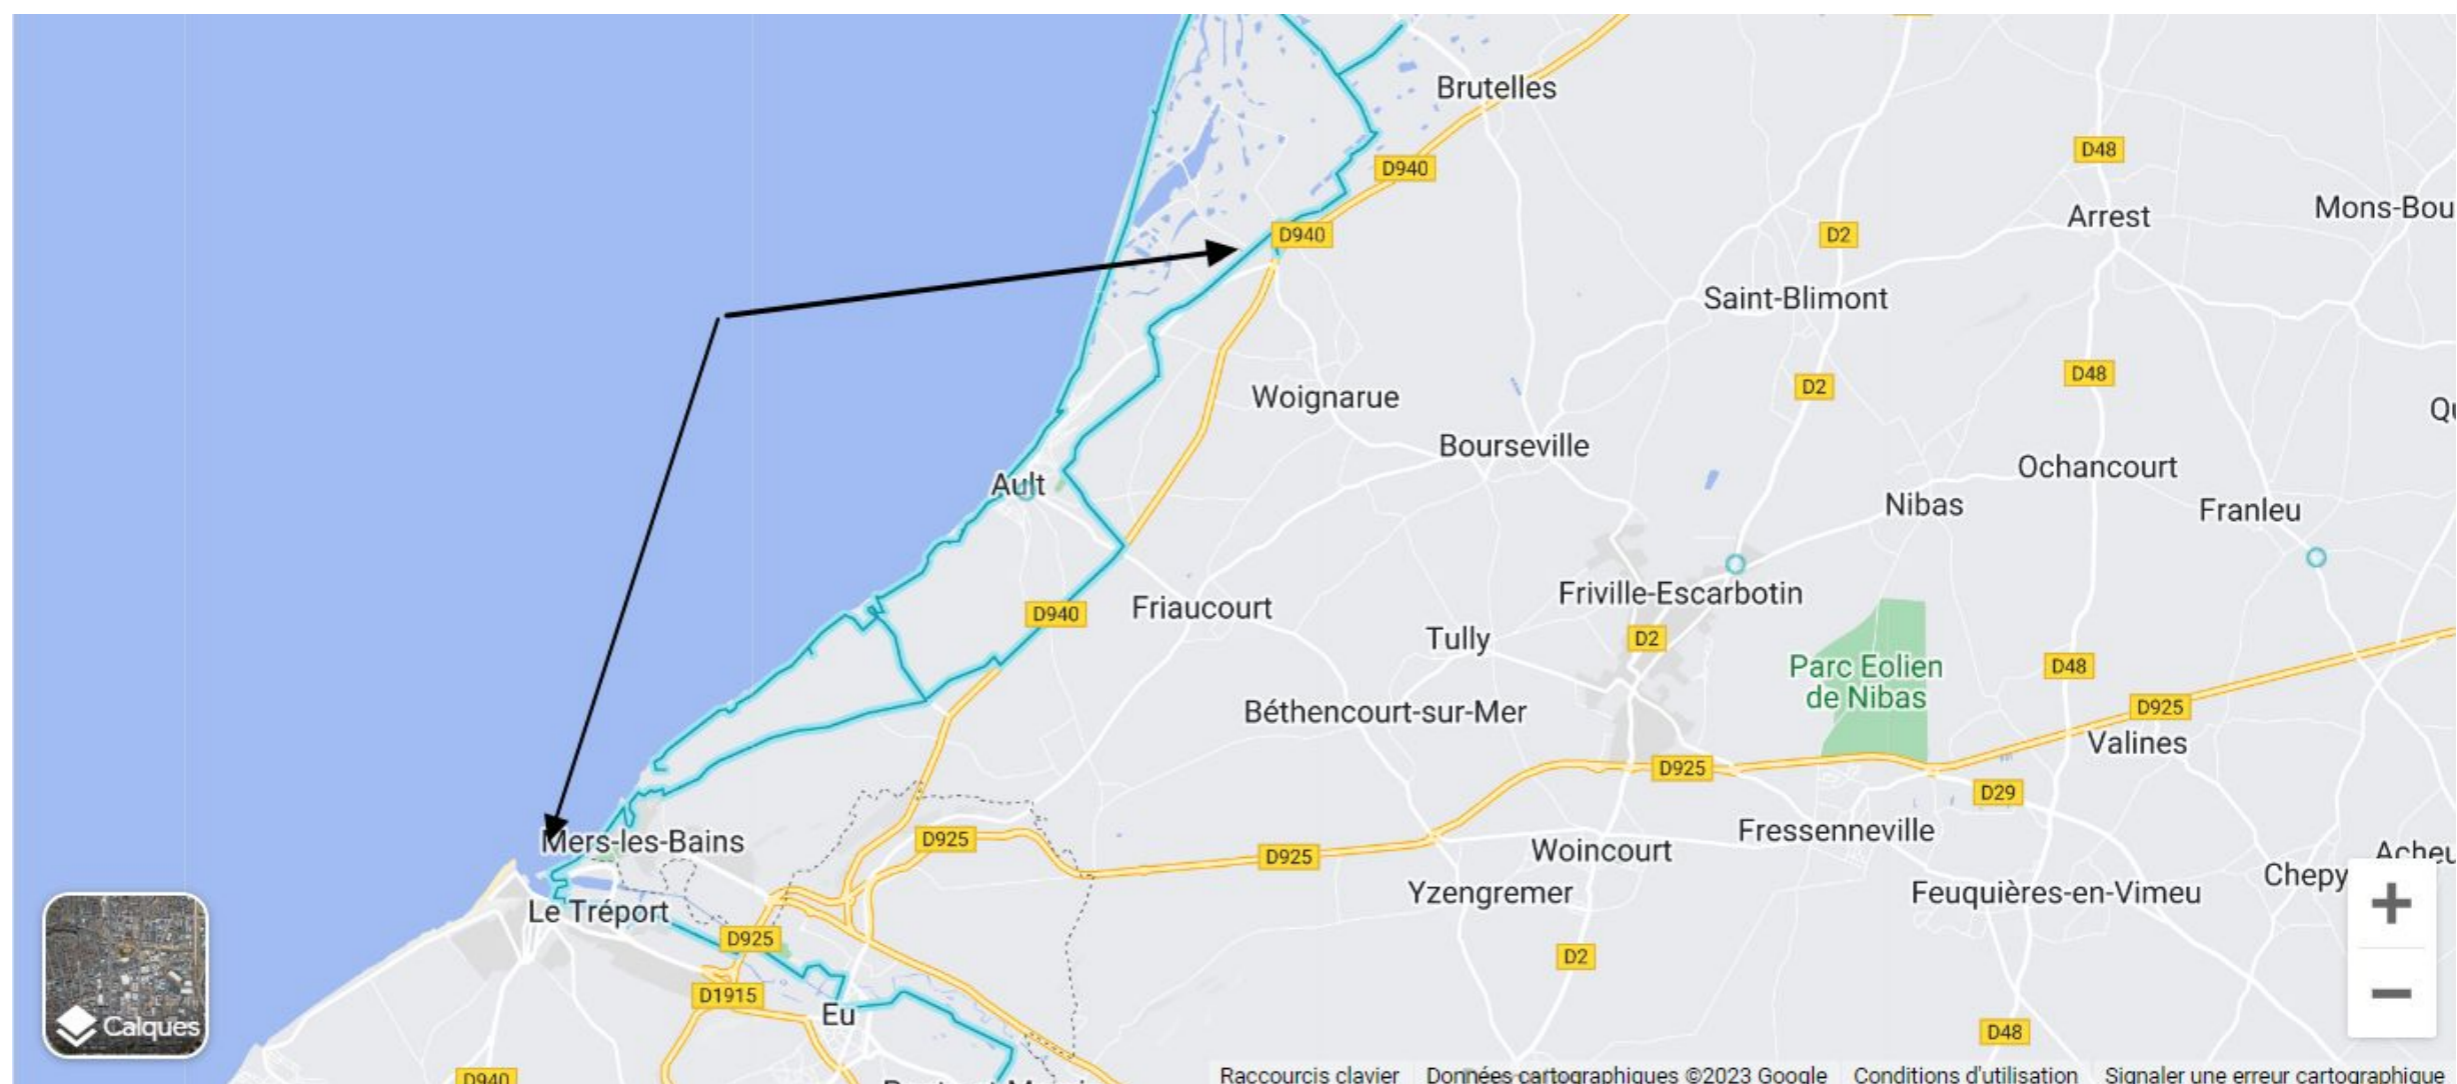 Brutelles
D940
D48
Mons-Bou
Arrest
D940
D2
Saint-Blimont
D48
D2
Woignarue
Qu
Bourseville
Ochancourt
Ault
Nibas
Franleu
Friville-Escarbotin
Friaucourt
D940
Tully
D2
Parc Eolien
de Nibas
D48
Béthencourt-sur-Mer
D925
Valines
D925
D29
Fressenneville
Mers-les-Bains
D925
D925
Woincourt
Acheu
Chepy
Yzengremer
Feuquières-en-Vimeu
Le Tréport
D925
D2
D1915
Eu
Calques
D48
D940
Raccourcis clavier Données cartographiques ©2023 Google Conditions d'utilisation Signaler une erreur cartographique